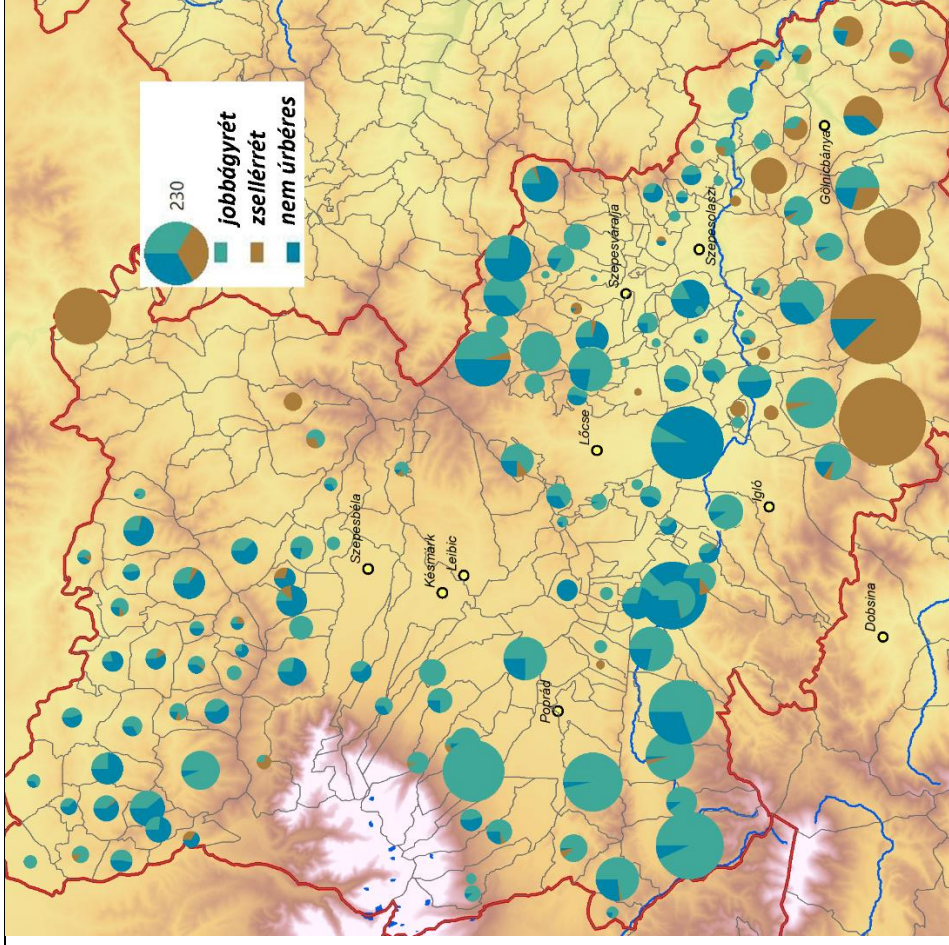 230
jobbágyrét
zsellérrét
nem úrbéres
Szepesbéla
Késmárk
Leibic
Poprád
Lőcse
Szepesváralja
Szepesolaszi
Gölnicbánya
Igló
Dobsina